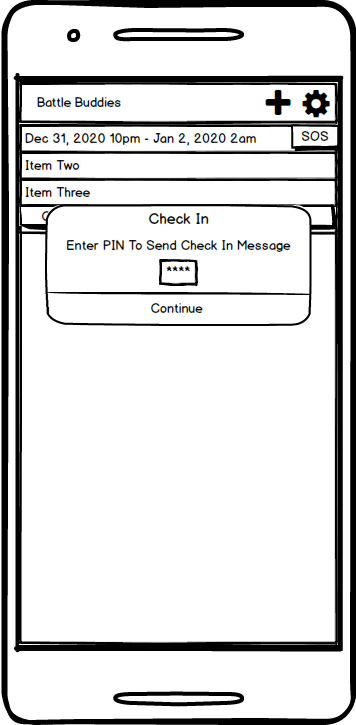 Battle Buddies
Dec 31, 2020 10pm - Jan 2, 2020 2am SOS
Item Two
Item Three
Check In
Enter PIN To Send Check In Message
****
Continue